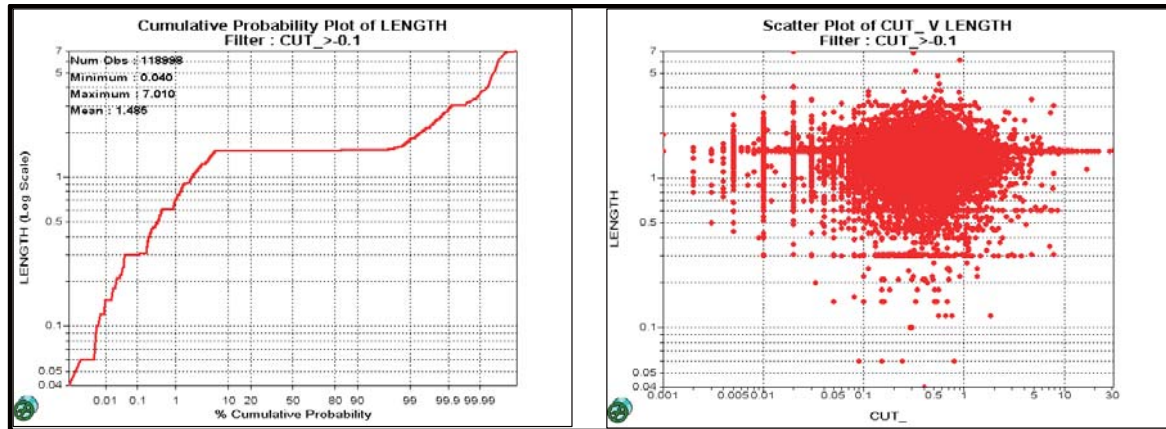 Cumulative Probability Plot of LENGTH
Filter : CUT_>-0.1
Num Obs : 118998
Minimum : 0.040
Maximum : 7.010
Mean : 1.485
LENGTH (Log Scale)
7
5
1
0.5
0.1
0.05
0.04
0.01 0.1 1 10 20 50 80 90 99 99.9 99.99
% Cumulative Probability
Scatter Plot of CUT_ V LENGTH
Filter : CUT_>-0.1
LENGTH
7
5
1
0.5
0.1
0.05
0.04
0.001 0.005 0.01 0.05 0.1 0.5 1 5 10 30
CUT_